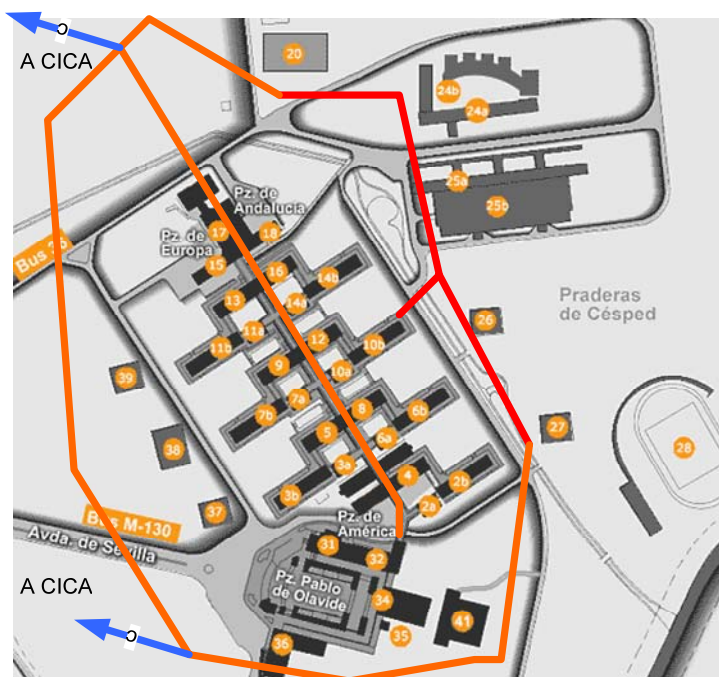 A CICA
20
24b
24a
25a
25b
Pz. de
Andalucía
17
18
Pz. de
Europa
Bus 36
15
16
14b
13
14a
Praderas
de Césped
11a
12
26
11b
10b
9
10a
39
7a
8
7b
6b
27
5
6a
38
28
3a
4
3b
2b
37
2a
Bus M-130
Pz. de
América
Avda. de Sevilla
31
32
Pz. Pablo
de Olavide
A CICA
34
41
35
36